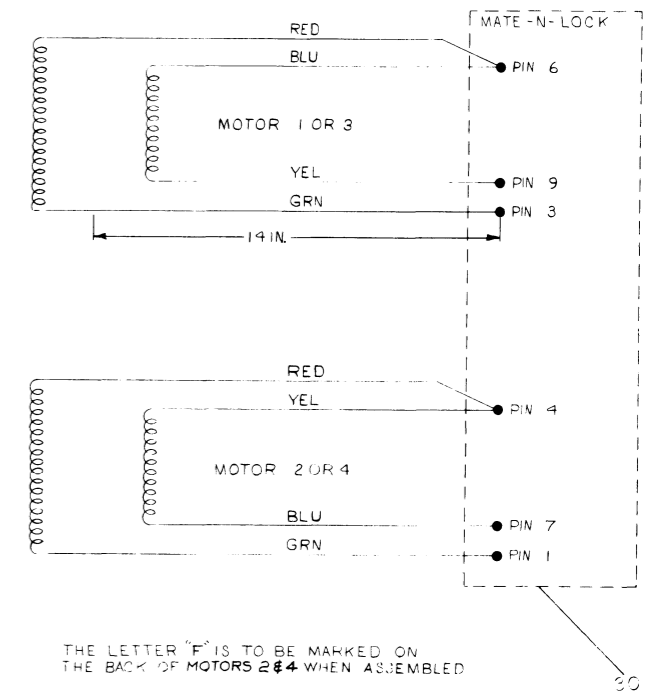 MATE-N-LOCK
RED
BLU
PIN 6
MOTOR 1 OR 3
YEL
PIN 9
GRN
PIN 3
14 IN.
RED
YEL
PIN 4
MOTOR 2 OR 4
BLU
PIN 7
GRN
PIN 1
THE LETTER "F" IS TO BE MARKED ON
THE BACK OF MOTORS 2 & 4 WHEN ASSEMBLED
30